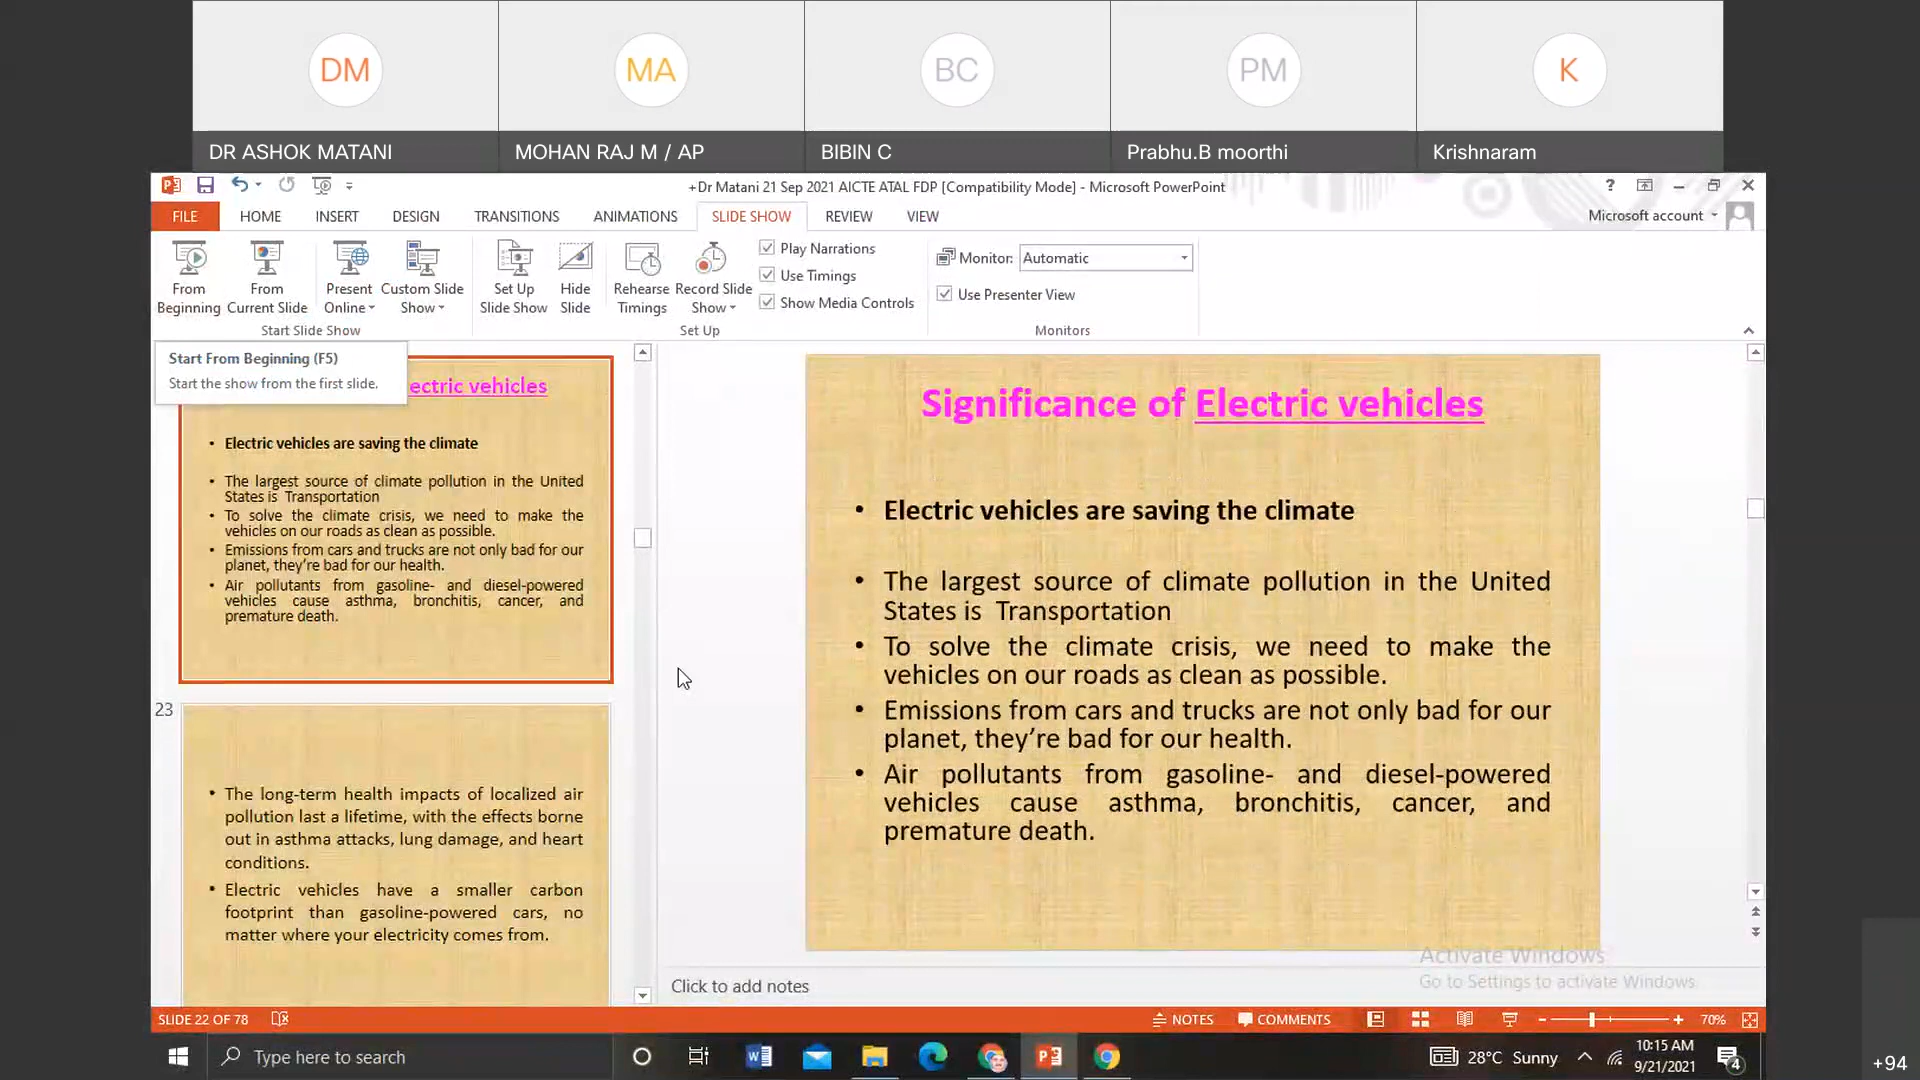 DM
MA
BC
PM
K
DR ASHOK MATANI
MOHAN RAJ M / AP
BIBIN C
Prabhu.B moorthi
Krishnaram
+Dr Matani 21 Sep 2021 AICTE ATAL FDP [Compatibility Mode] - Microsoft PowerPoint
?
FILE
HOME
INSERT
DESIGN
TRANSITIONS
ANIMATIONS
SLIDE SHOW
REVIEW
VIEW
Microsoft account
From
Beginning
From
Current Slide
Present
Online
Custom Slide
Show
Set Up
Slide Show
Hide
Slide
Rehearse
Timings
Record Slide
Show
Play Narrations
Use Timings
Show Media Controls
Monitor:
Automatic
Use Presenter View
Start Slide Show
Set Up
Monitors
Start From Beginning (F5)
Start the show from the first slide.
ectric vehicles
• Electric vehicles are saving the climate
• The largest source of climate pollution in the United
States is Transportation
• To solve the climate crisis, we need to make the
vehicles on our roads as clean as possible.
• Emissions from cars and trucks are not only bad for our
planet, they’re bad for our health.
• Air pollutants from gasoline- and diesel-powered
vehicles cause asthma, bronchitis, cancer, and
premature death.
23
• The long-term health impacts of localized air
pollution last a lifetime, with the effects borne
out in asthma attacks, lung damage, and heart
conditions.
• Electric vehicles have a smaller carbon
footprint than gasoline-powered cars, no
matter where your electricity comes from.
Significance of Electric vehicles
• Electric vehicles are saving the climate
• The largest source of climate pollution in the United
States is Transportation
• To solve the climate crisis, we need to make the
vehicles on our roads as clean as possible.
• Emissions from cars and trucks are not only bad for our
planet, they’re bad for our health.
• Air pollutants from gasoline- and diesel-powered
vehicles cause asthma, bronchitis, cancer, and
premature death.
Activate Windows
Go to Settings to activate Windows.
Click to add notes
SLIDE 22 OF 78
NOTES
COMMENTS
70%
Type here to search
28°C Sunny
10:15 AM
9/21/2021
4
+94